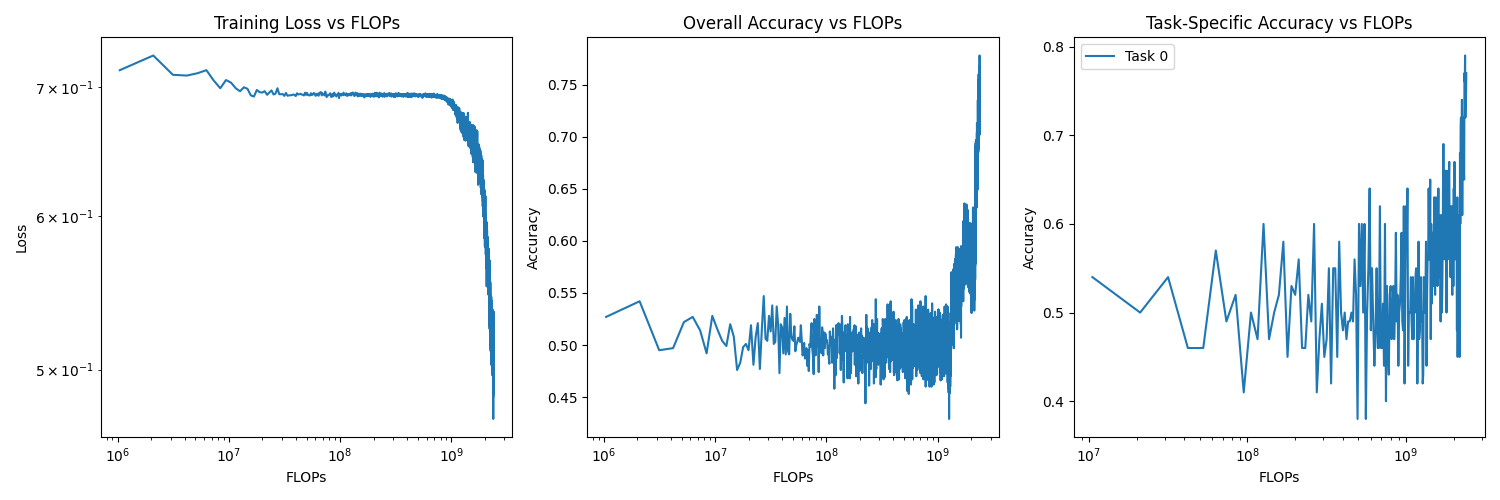 Training Loss vs FLOPs
7 × 10⁻¹
6 × 10⁻¹
5 × 10⁻¹
Loss
10⁶ 10⁷ 10⁸ 10⁹
FLOPs
Overall Accuracy vs FLOPs
0.75
0.70
0.65
0.60
0.55
0.50
0.45
Accuracy
10⁶ 10⁷ 10⁸ 10⁹
FLOPs
Task-Specific Accuracy vs FLOPs
Task 0
0.8
0.7
0.6
0.5
0.4
Accuracy
10⁷ 10⁸ 10⁹
FLOPs